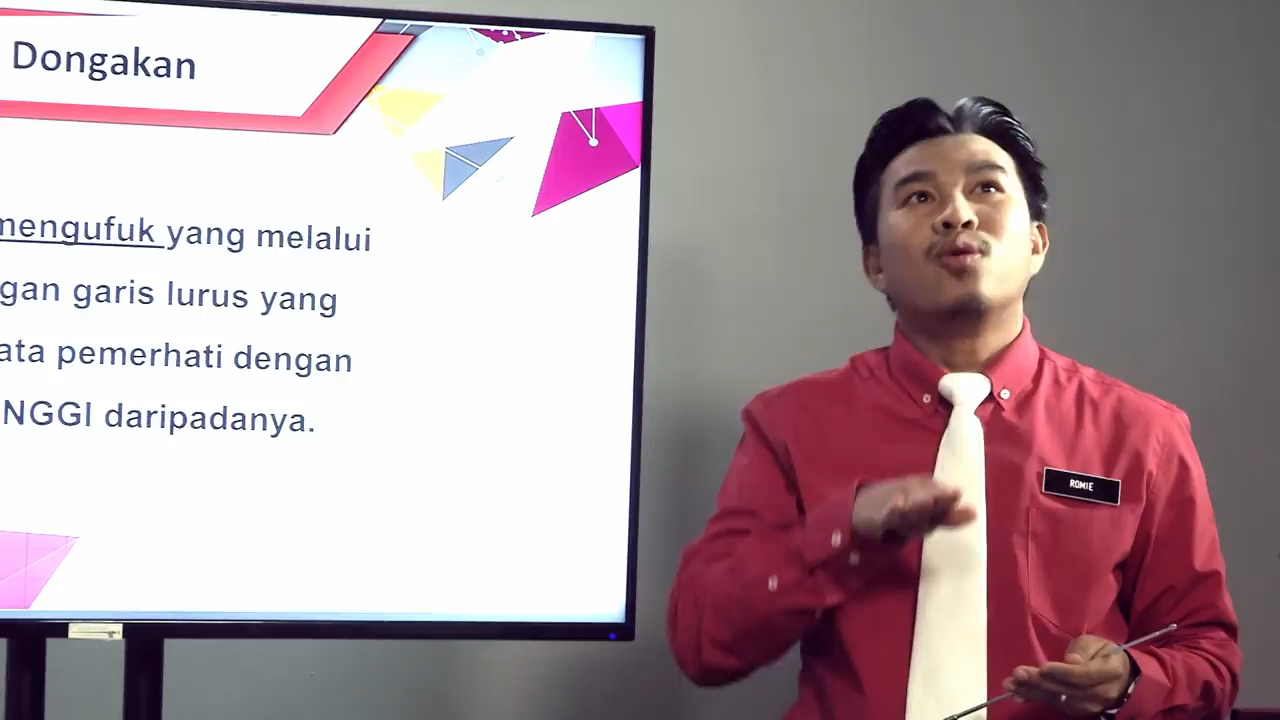 Dongakan
mengufuk yang melalui
gan garis lurus yang
ata pemerhati dengan
NGGI daripadanya.
ROMIE